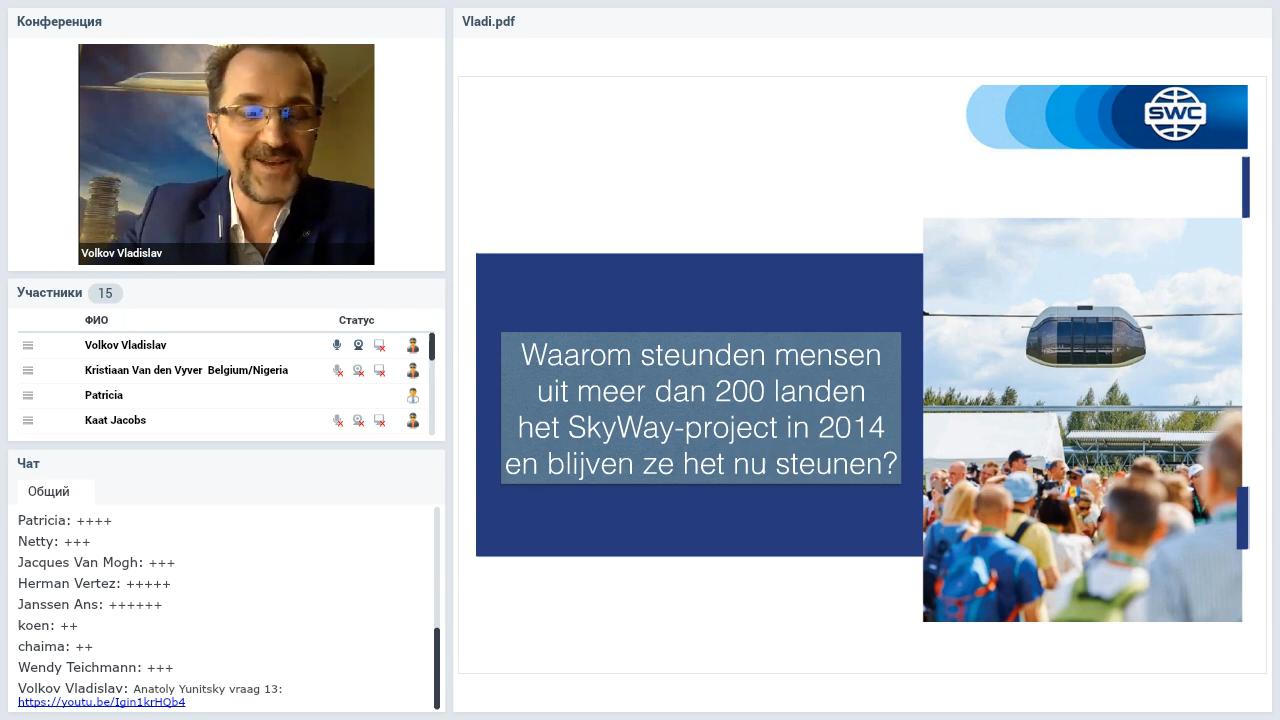 Конференция
Volkov Vladislav
Участники 15
ФИО Статус
Volkov Vladislav
Kristiaan Van den Vyver Belgium/Nigeria
Patricia
Kaat Jacobs
Чат
Общий
Patricia: ++++
Netty: +++
Jacques Van Mogh: +++
Herman Vertez: +++++
Janssen Ans: ++++++
koen: ++
chaima: ++
Wendy Teichmann: +++
Volkov Vladislav: Anatoly Yunitsky vraag 13:
https://youtu.be/Igin1krHQb4
Vladi.pdf
SWC
Waarom steunden mensen
uit meer dan 200 landen
het SkyWay-project in 2014
en blijven ze het nu steunen?